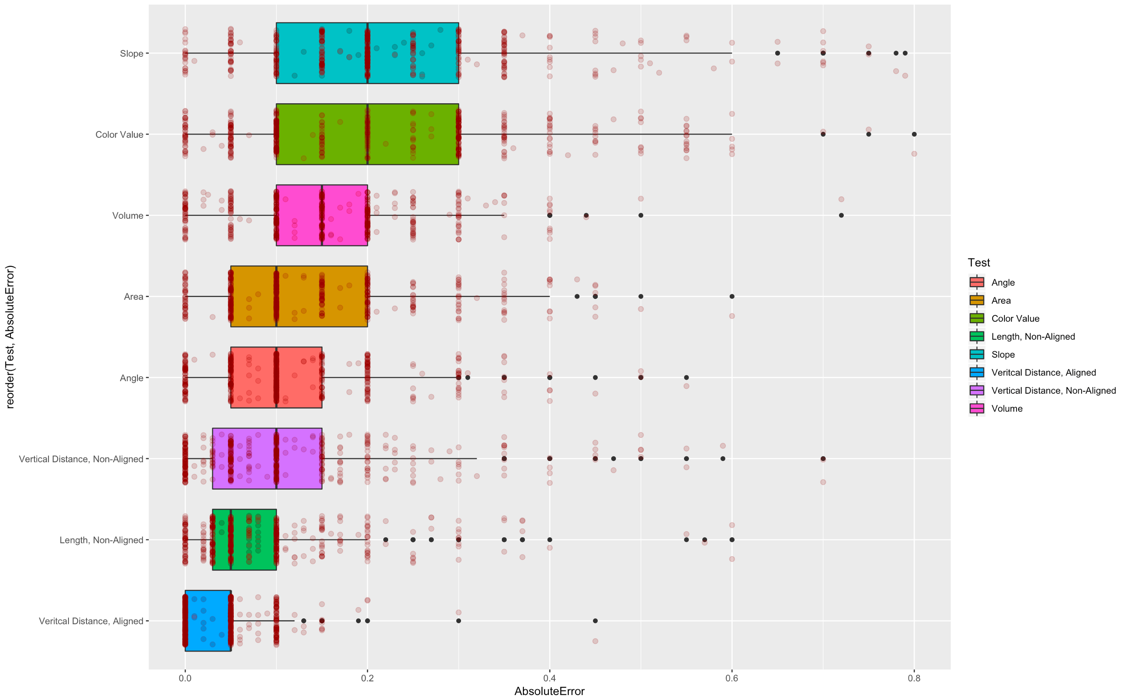 Slope
Color Value
Volume
Area
Angle
Vertical Distance, Non-Aligned
Length, Non-Aligned
Veritcal Distance, Aligned
reorder(Test, AbsoluteError)
0.0 0.2 0.4 0.6 0.8
AbsoluteError
Test
Angle
Area
Color Value
Length, Non-Aligned
Slope
Veritcal Distance, Aligned
Vertical Distance, Non-Aligned
Volume